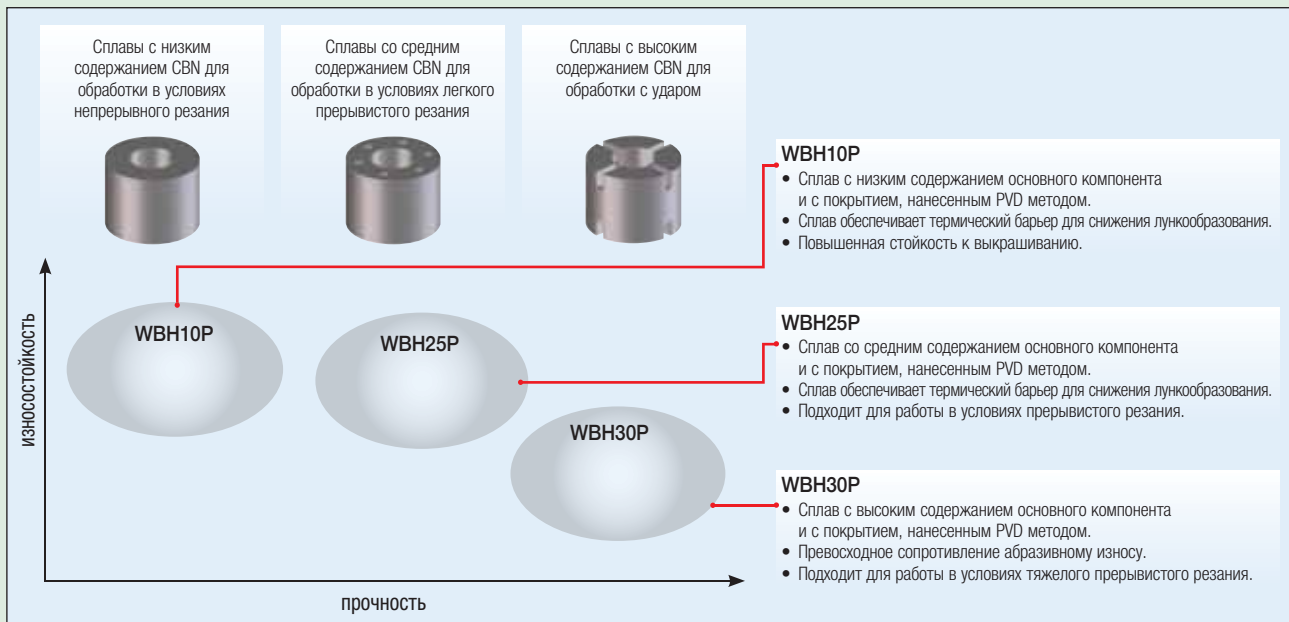 Сплавы с низким
содержанием CBN для
обработки в условиях
непрерывного резания
Сплавы со средним
содержанием CBN для
обработки в условиях легкого
прерывистого резания
Сплавы с высоким
содержанием CBN для
обработки с ударом
WBH10P
• Сплав с низким содержанием основного компонента
и с покрытием, нанесенным PVD методом.
• Сплав обеспечивает термический барьер для снижения лункообразования.
• Повышенная стойкость к выкрашиванию.
износостойкость
WBH10P
WBH25P
WBH30P
прочность
WBH25P
• Сплав со средним содержанием основного компонента
и с покрытием, нанесенным PVD методом.
• Сплав обеспечивает термический барьер для снижения лункообразования.
• Подходит для работы в условиях прерывистого резания.
WBH30P
• Сплав с высоким содержанием основного компонента
и с покрытием, нанесенным PVD методом.
• Превосходное сопротивление абразивному износу.
• Подходит для работы в условиях тяжелого прерывистого резания.